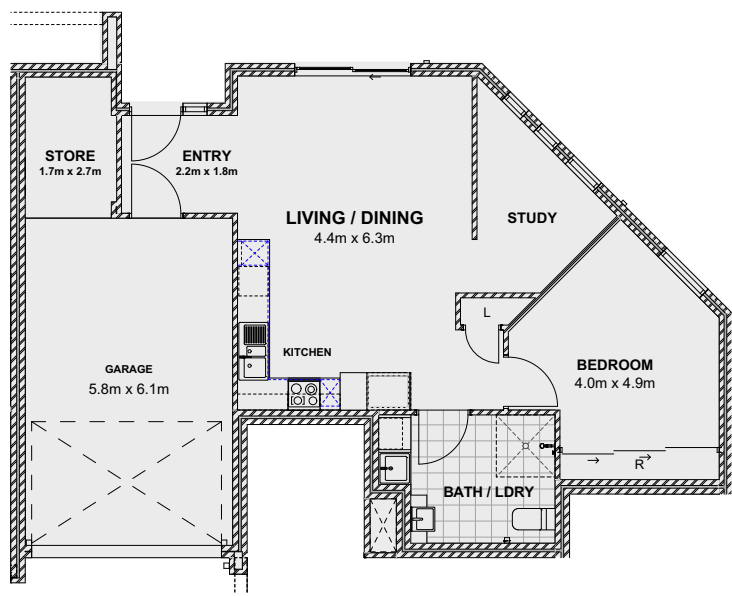 STORE
1.7m x 2.7m
ENTRY
2.2m x 1.8m
LIVING / DINING
4.4m x 6.3m
STUDY
L
KITCHEN
GARAGE
5.8m x 6.1m
BEDROOM
4.0m x 4.9m
R
BATH / LDRY